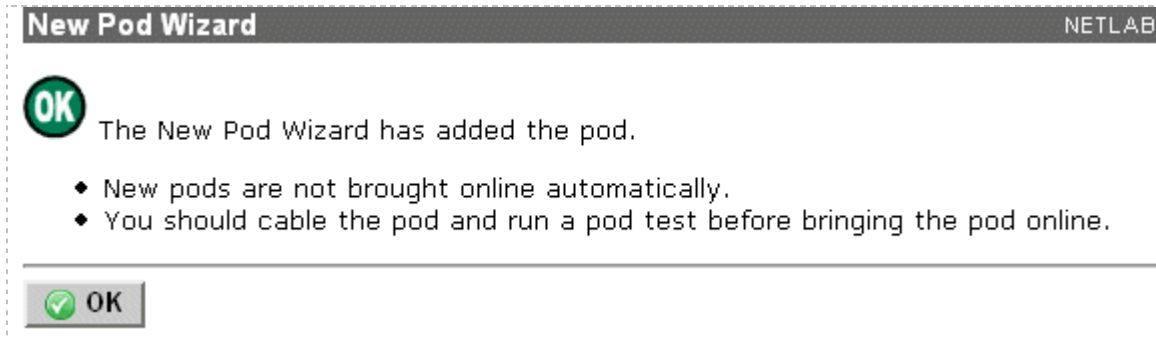 New Pod Wizard NETLAB
OK
The New Pod Wizard has added the pod.
New pods are not brought online automatically.
You should cable the pod and run a pod test before bringing the pod online.
OK